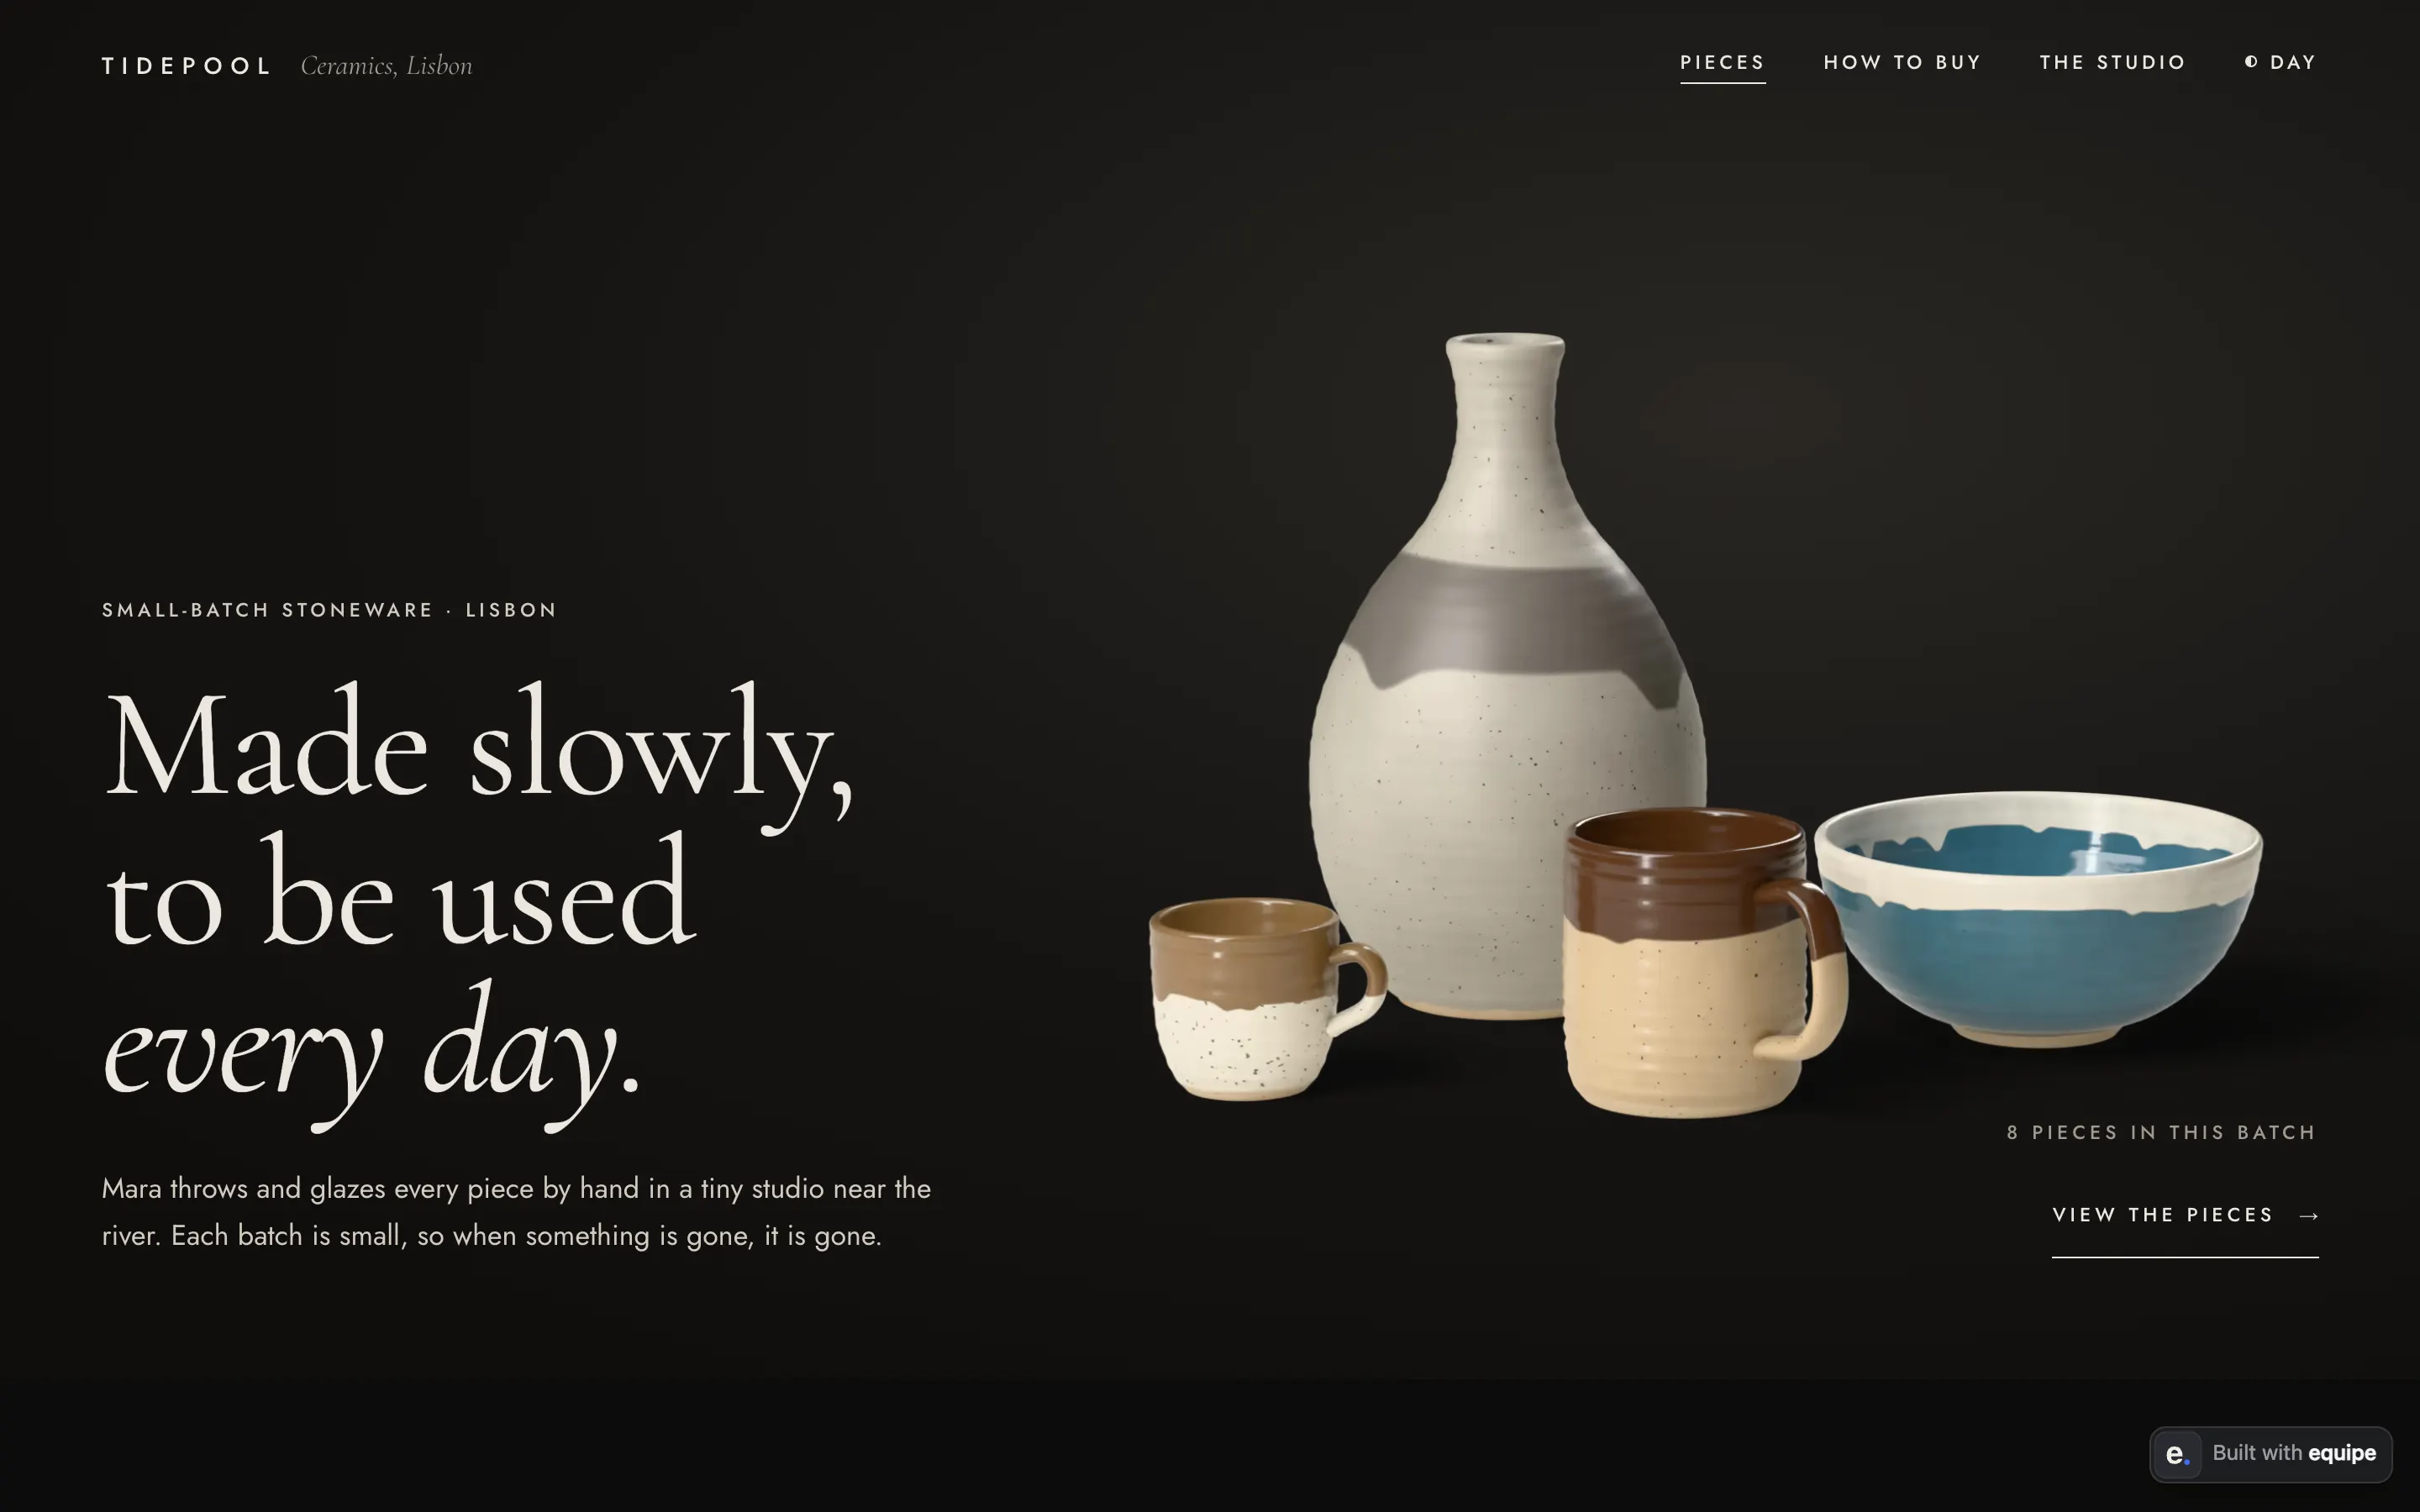 TIDEPOOL Ceramics, Lisbon
PIECES HOW TO BUY THE STUDIO DAY
SMALL-BATCH STONEWARE · LISBON
Made slowly,
to be used
every day.
Mara throws and glazes every piece by hand in a tiny studio near the
river. Each batch is small, so when something is gone, it is gone.
8 PIECES IN THIS BATCH
VIEW THE PIECES →
e. Built with equipe